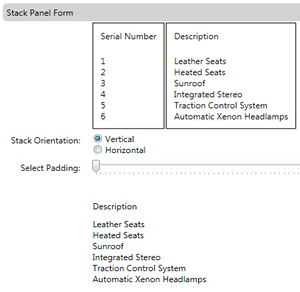 Stack Panel Form
Serial Number Description
1 Leather Seats
2 Heated Seats
3 Sunroof
4 Integrated Stereo
5 Traction Control System
6 Automatic Xenon Headlamps
Stack Orientation: Vertical
Horizontal
Select Padding:
Description
Leather Seats
Heated Seats
Sunroof
Integrated Stereo
Traction Control System
Automatic Xenon Headlamps